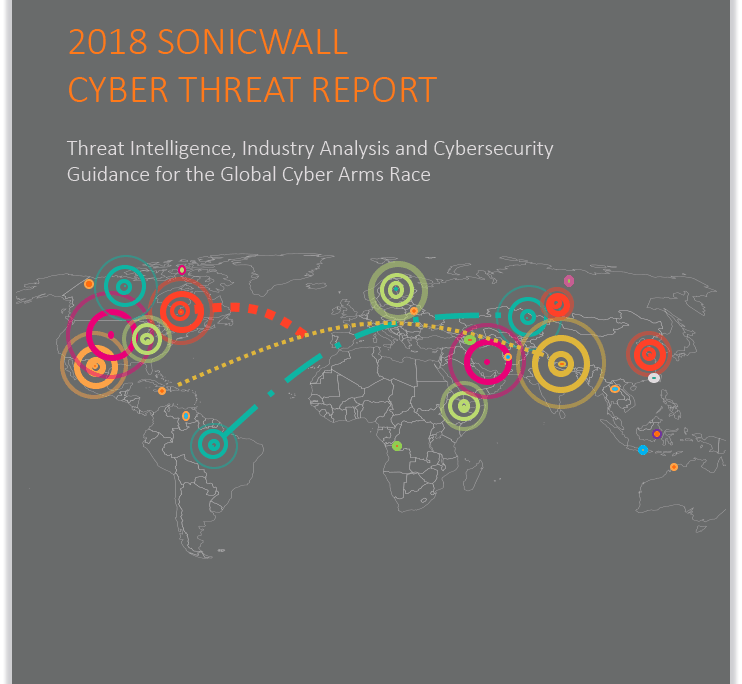 2018 SONICWALL
CYBER THREAT REPORT
Threat Intelligence, Industry Analysis and Cybersecurity
Guidance for the Global Cyber Arms Race